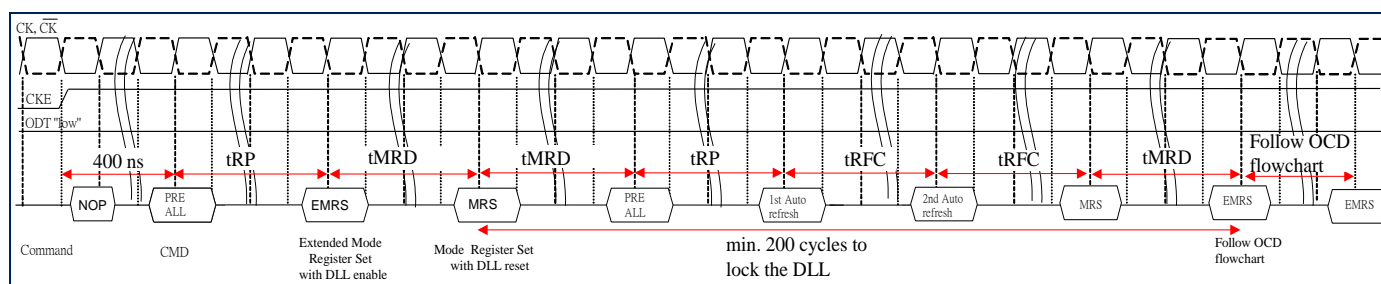 CK, CK
CKE
ODT "low"
400 ns
tRP
tMRD
tMRD
tRP
tRFC
tRFC
tMRD
Follow OCD
flowchart
NOP
PRE
ALL
EMRS
MRS
PRE
ALL
1st Auto
refresh
2nd Auto
refresh
MRS
EMRS
EMRS
Command
CMD
Extended Mode
Register Set
with DLL enable
Mode Register Set
with DLL reset
min. 200 cycles to
lock the DLL
Follow OCD
flowchart